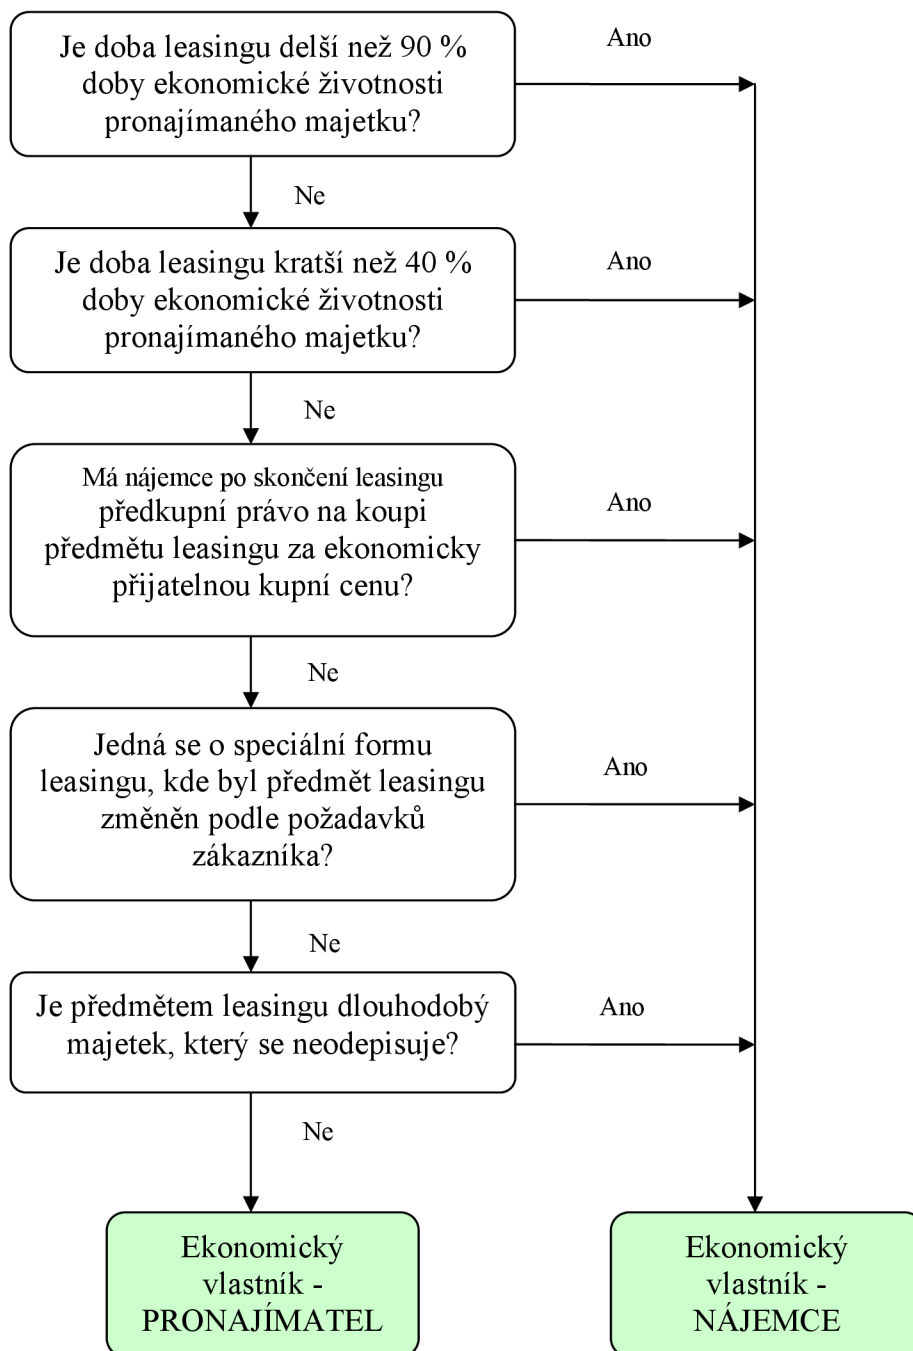 Je doba leasingu delší než 90 %
doby ekonomické životnosti
pronajímaného majetku?
Ano
Ne
Je doba leasingu kratší než 40 %
doby ekonomické životnosti
pronajímaného majetku?
Ano
Ne
Má nájemce po skončení leasingu
předkupní právo na koupi
předmětu leasingu za ekonomicky
přijatelnou kupní cenu?
Ano
Ne
Jedná se o speciální formu
leasingu, kde byl předmět leasingu
změněn podle požadavků
zákazníka?
Ano
Ne
Je předmětem leasingu dlouhodobý
majetek, který se neodepisuje?
Ano
Ne
Ekonomický
vlastník -
PRONAJÍMATEL
Ekonomický
vlastník -
NÁJEMCE